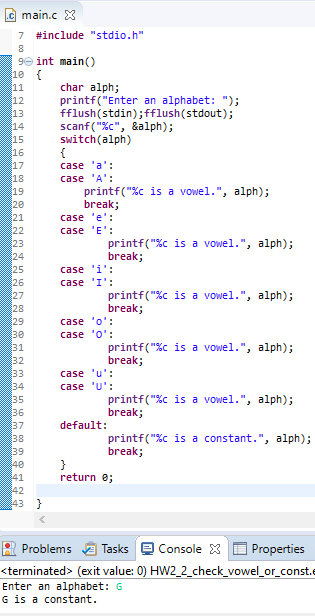 main.c
7 #include "stdio.h"
8
9 int main()
10 {
11 char alph;
12 printf("Enter an alphabet: ");
13 fflush(stdin);fflush(stdout);
14 scanf("%c", &alph);
15 switch(alph)
16 {
17 case 'a':
18 case 'A':
19 printf("%c is a vowel.", alph);
20 break;
21 case 'e':
22 case 'E':
23 printf("%c is a vowel.", alph);
24 break;
25 case 'i':
26 case 'I':
27 printf("%c is a vowel.", alph);
28 break;
29 case 'o':
30 case 'O':
31 printf("%c is a vowel.", alph);
32 break;
33 case 'u':
34 case 'U':
35 printf("%c is a vowel.", alph);
36 break;
37 default:
38 printf("%c is a constant.", alph);
39 break;
40 }
41 return 0;
42
43 }
Problems Tasks Console Properties
<terminated> (exit value: 0) HW2_2_check_vowel_or_const.e
Enter an alphabet: G
G is a constant.